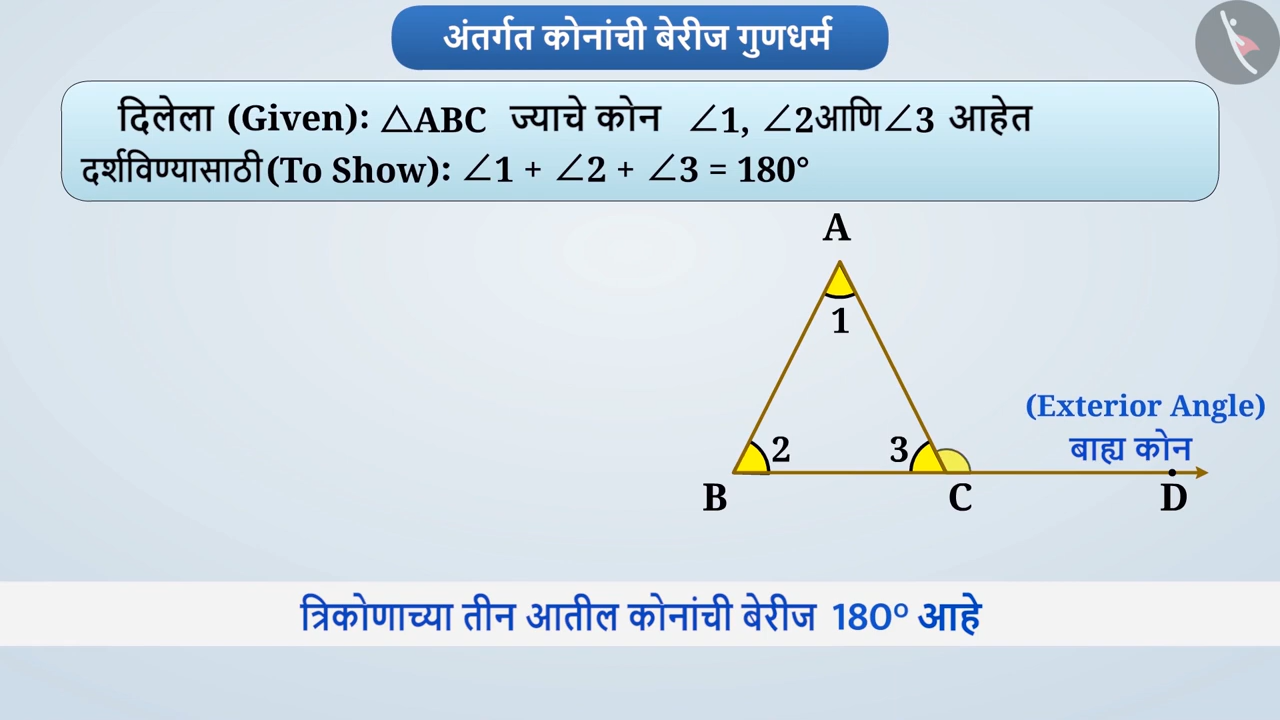 अंतर्गत कोनांची बेरीज गुणधर्म
दिलेला (Given): △ABC ज्याचे कोन ∠1, ∠2आणि∠3 आहेत
दर्शविण्यासाठी(To Show): ∠1 + ∠2 + ∠3 = 180°
A
1
(Exterior Angle)
बाह्य कोन
2
3
B
C
D
त्रिकोणाच्या तीन आतील कोनांची बेरीज 180° आहे